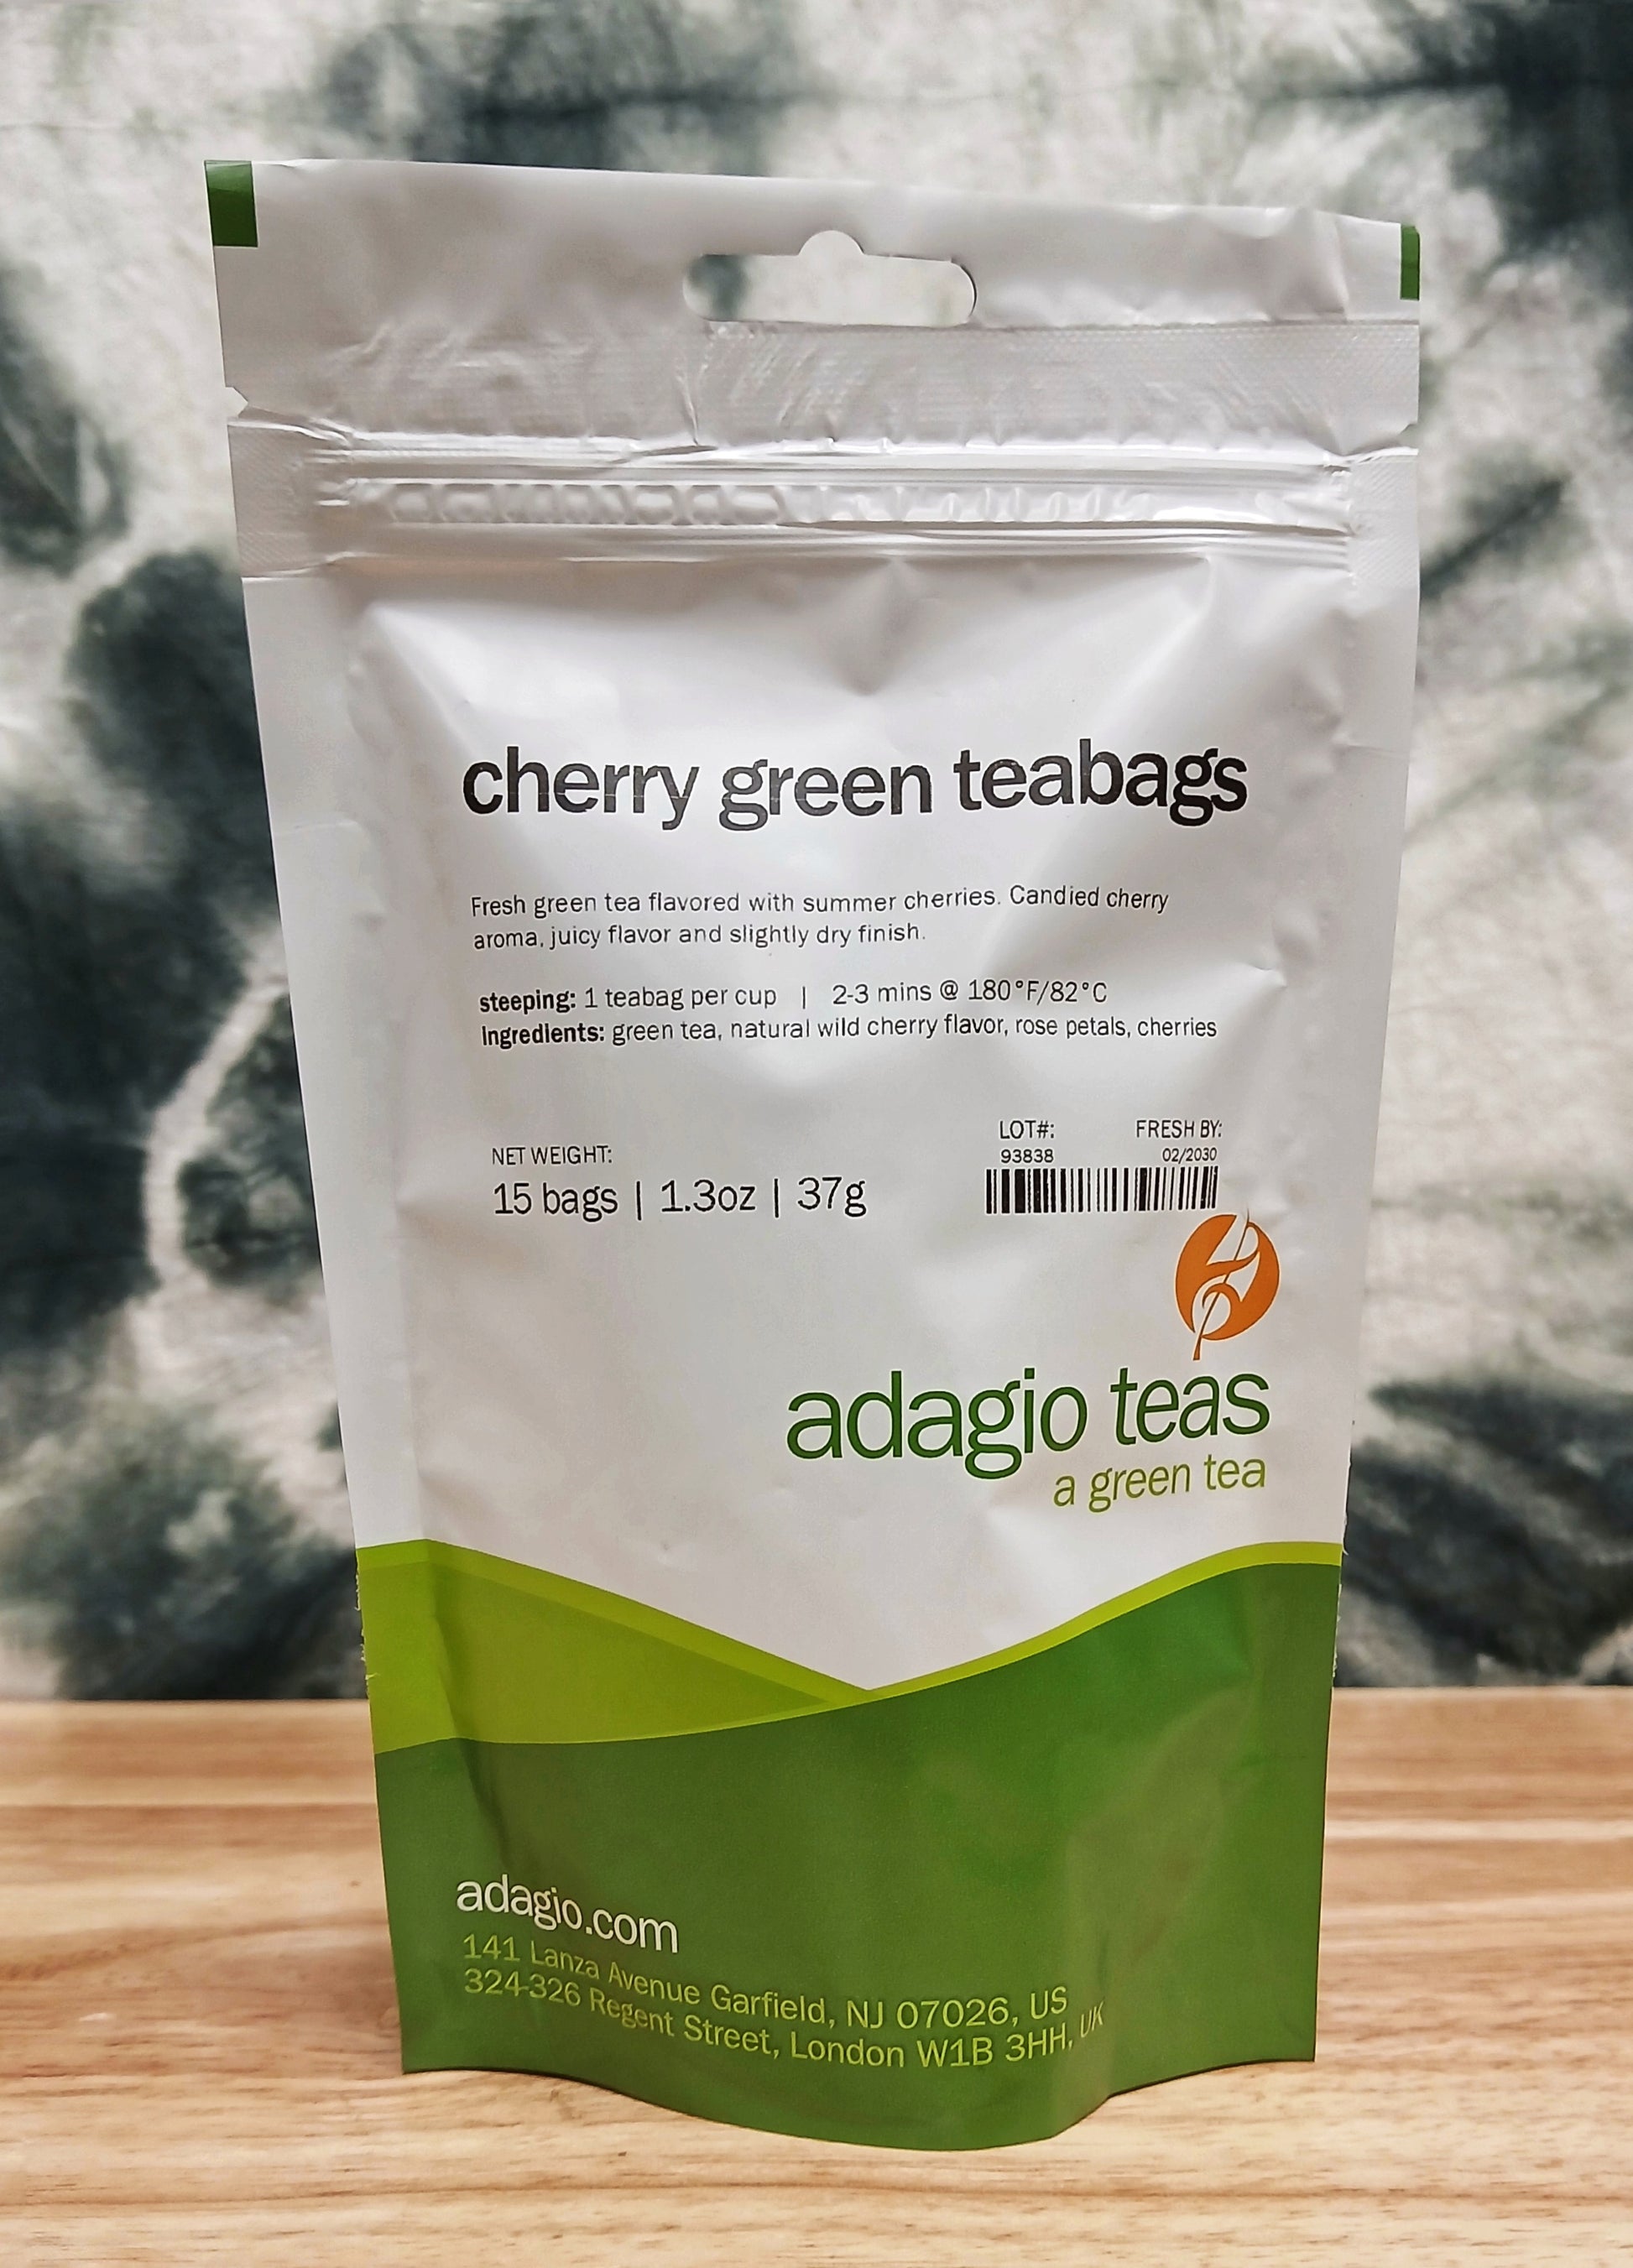 cherry green teabags
Fresh green tea flavored with summer cherries. Candied cherry
aroma, juicy flavor and slightly dry finish.
steeping: 1 teabag per cup | 2-3 mins @ 180°F/82°C
ingredients: green tea, natural wild cherry flavor, rose petals, cherries
LOT#: FRESH BY:
93838 02/2030
NET WEIGHT:
15 bags | 1.3oz | 37g
adagio teas
a green tea
adagio.com
141 Lanza Avenue Garfield, NJ 07026, US
324-326 Regent Street, London W1B 3HH, UK